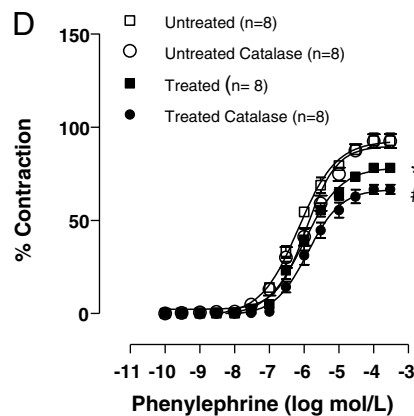 D
Untreated (n=8)
Untreated Catalase (n=8)
Treated (n= 8)
Treated Catalase (n=8)
% Contraction
150
100
50
0
*
#
-11 -10 -9 -8 -7 -6 -5 -4 -3
Phenylephrine (log mol/L)